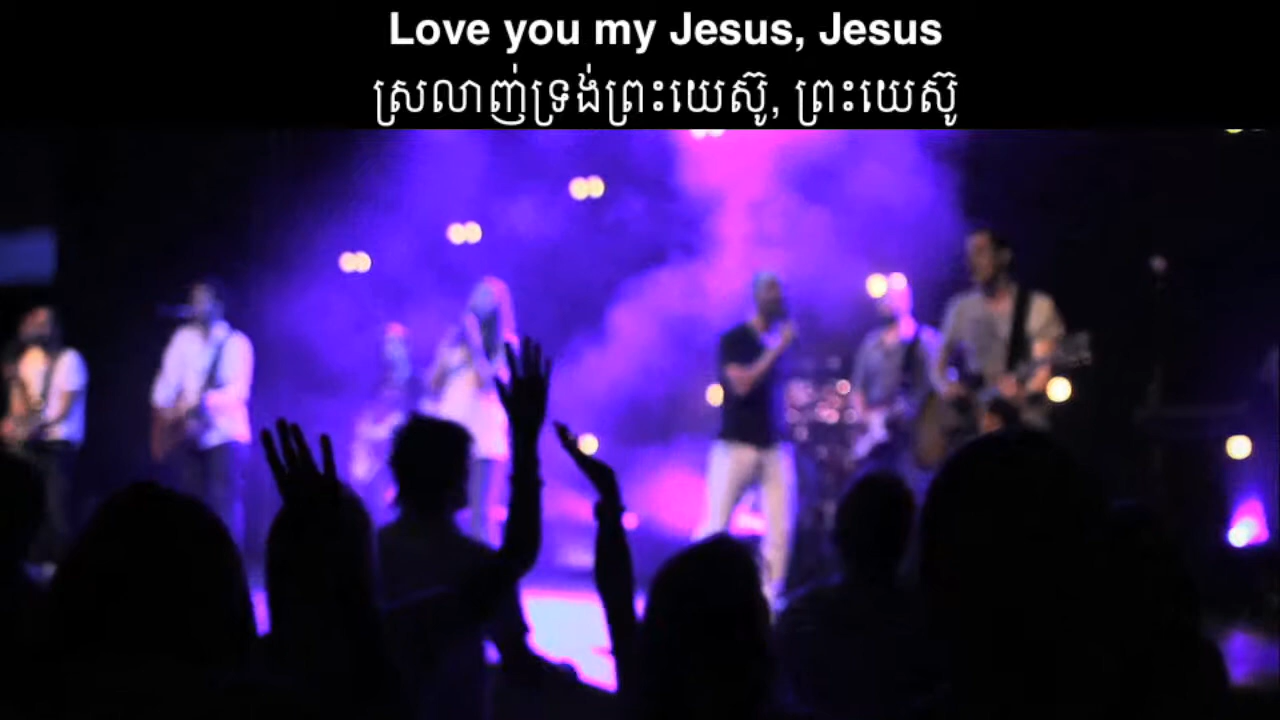 Love you my Jesus, Jesus
ស្រលាញ់ទ្រង់ព្រះយេស៊ូ, ព្រះយេស៊ូ